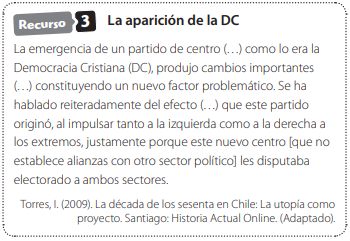 Recurso 3 La aparición de la DC
La emergencia de un partido de centro (…) como lo era la
Democracia Cristiana (DC), produjo cambios importantes
(…) constituyendo un nuevo factor problemático. Se ha
hablado reiteradamente del efecto (…) que este partido
originó, al impulsar tanto a la izquierda como a la derecha a
los extremos, justamente porque este nuevo centro [que no
establece alianzas con otro sector político] les disputaba
electorado a ambos sectores.
Torres, I. (2009). La década de los sesenta en Chile: La utopía como
proyecto. Santiago: Historia Actual Online. (Adaptado).